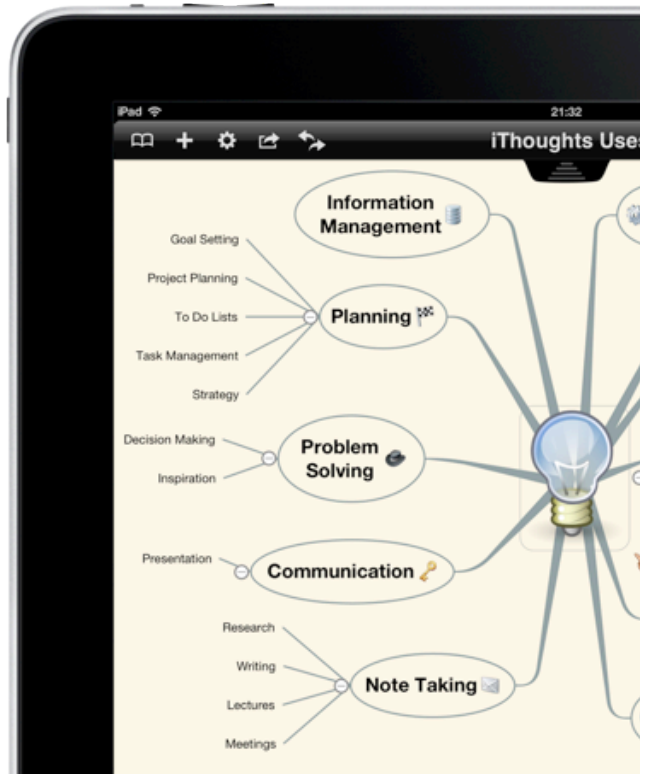 iPad
21:32
iThoughts Uses
Information
Management
Goal Setting
Project Planning
To Do Lists
Task Management
Strategy
Planning
Decision Making
Inspiration
Problem
Solving
Presentation
Communication
Research
Writing
Lectures
Meetings
Note Taking